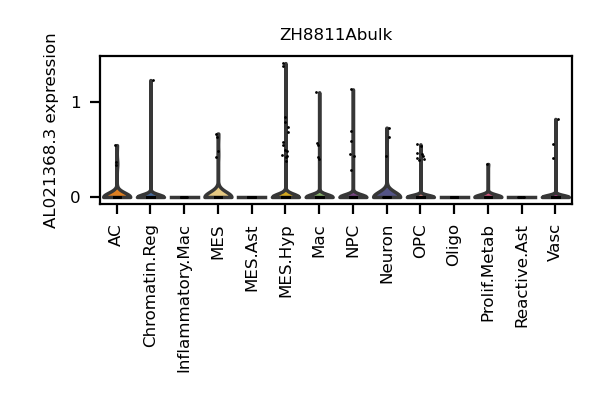 ZH8811Abulk
AL021368.3 expression
1
0
AC
Chromatin.Reg
Inflammatory.Mac
MES
MES.Ast
MES.Hyp
Mac
NPC
Neuron
OPC
Oligo
Prolif.Metab
Reactive.Ast
Vasc